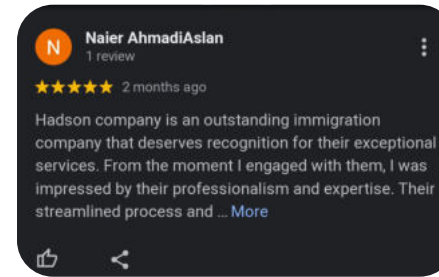 N
Naier AhmadiAslan
1 review
2 months ago
Hadson company is an outstanding immigration
company that deserves recognition for their exceptional
services. From the moment I engaged with them, I was
impressed by their professionalism and expertise. Their
streamlined process and ... More